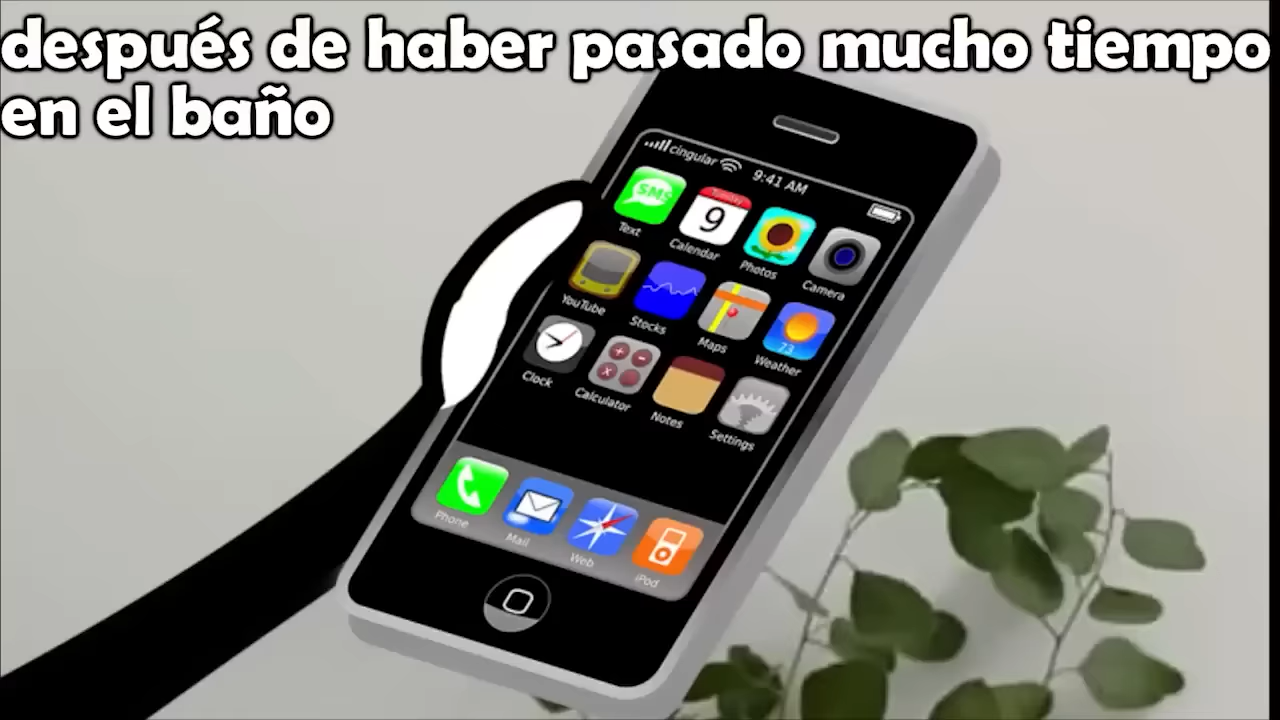 después de haber pasado mucho tiempo
en el baño
cingular 9:41 AM
SMS
Tuesday
9
Text Calendar Photos Camera
73
YouTube Stocks Maps Weather
Clock Calculator Notes Settings
Phone Mail Web iPod